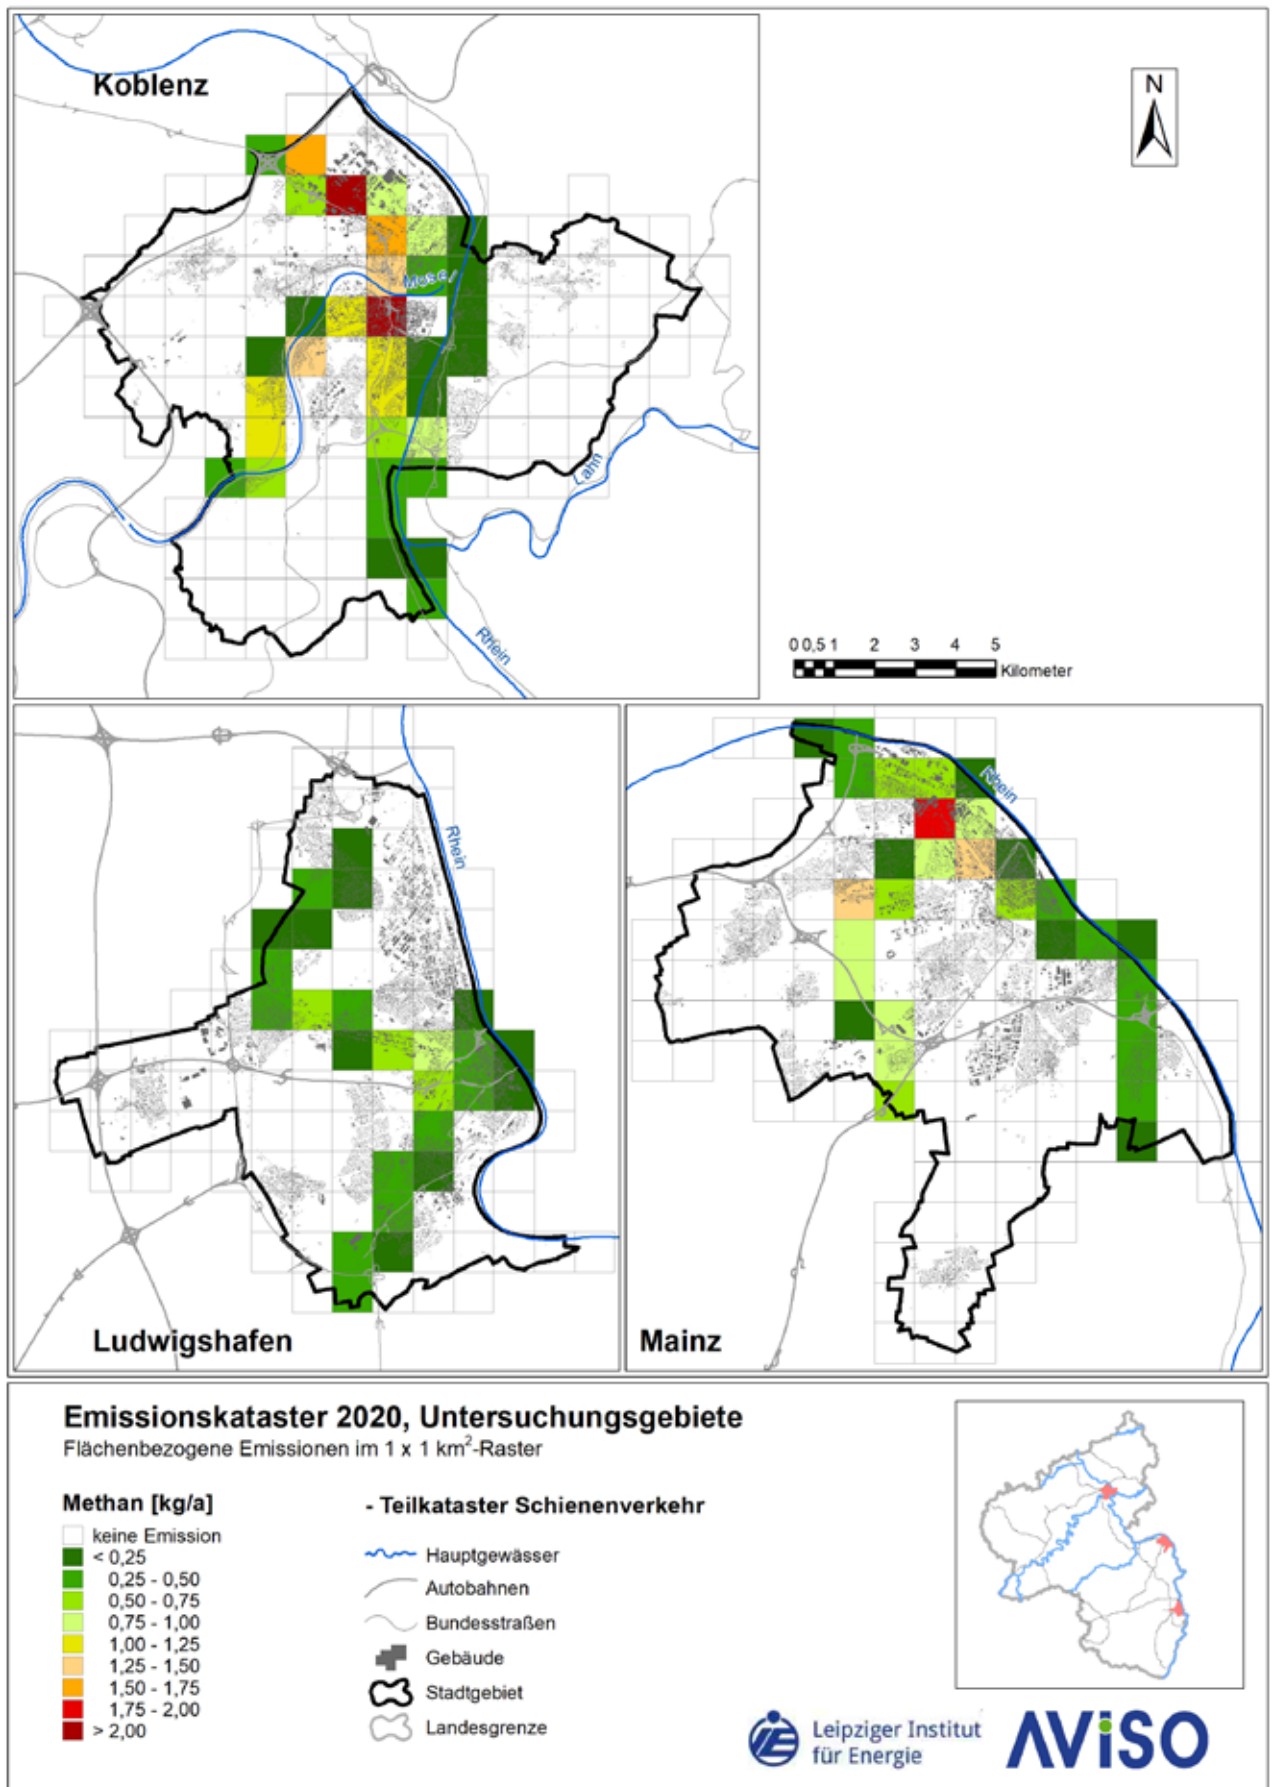 Koblenz
N
Mosel
Lahn
Rhein
0 0,5 1 2 3 4 5
Kilometer
Rhein
Ludwigshafen
Rhein
Mainz
Emissionskataster 2020, Untersuchungsgebiete
Flächenbezogene Emissionen im 1 x 1 km²-Raster
Methan [kg/a]
keine Emission
< 0,25
0,25 - 0,50
0,50 - 0,75
0,75 - 1,00
1,00 - 1,25
1,25 - 1,50
1,50 - 1,75
1,75 - 2,00
> 2,00
- Teilkataster Schienenverkehr
Hauptgewässer
Autobahnen
Bundesstraßen
Gebäude
Stadtgebiet
Landesgrenze
Leipziger Institut
für Energie
AViSO